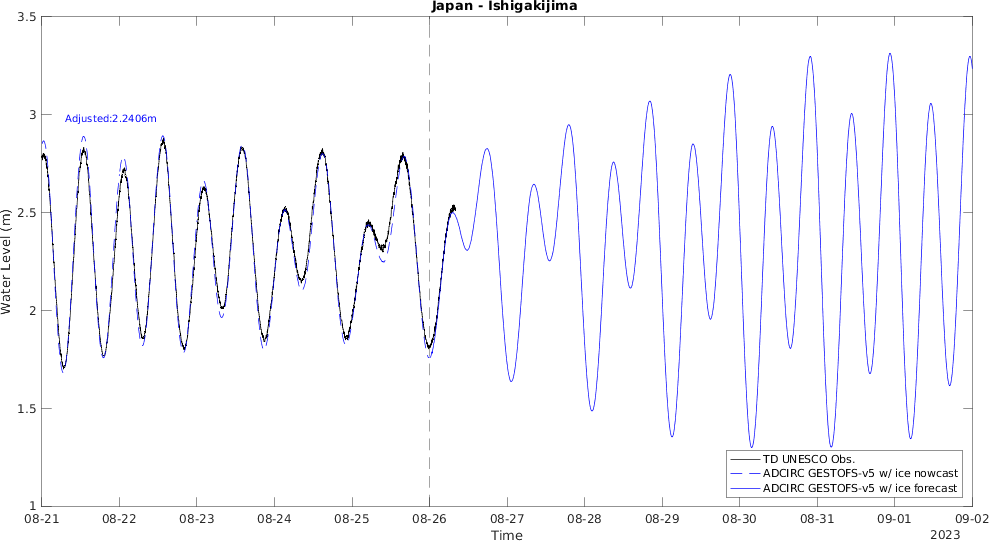 Japan - Ishigakijima
3.5
3
2.5
2
1.5
1
Water Level (m)
Adjusted:2.2406m
TD UNESCO Obs.
ADCIRC GESTOFS-v5 w/ ice nowcast
ADCIRC GESTOFS-v5 w/ ice forecast
08-21 08-22 08-23 08-24 08-25 08-26 08-27 08-28 08-29 08-30 08-31 09-01 09-02
Time
2023